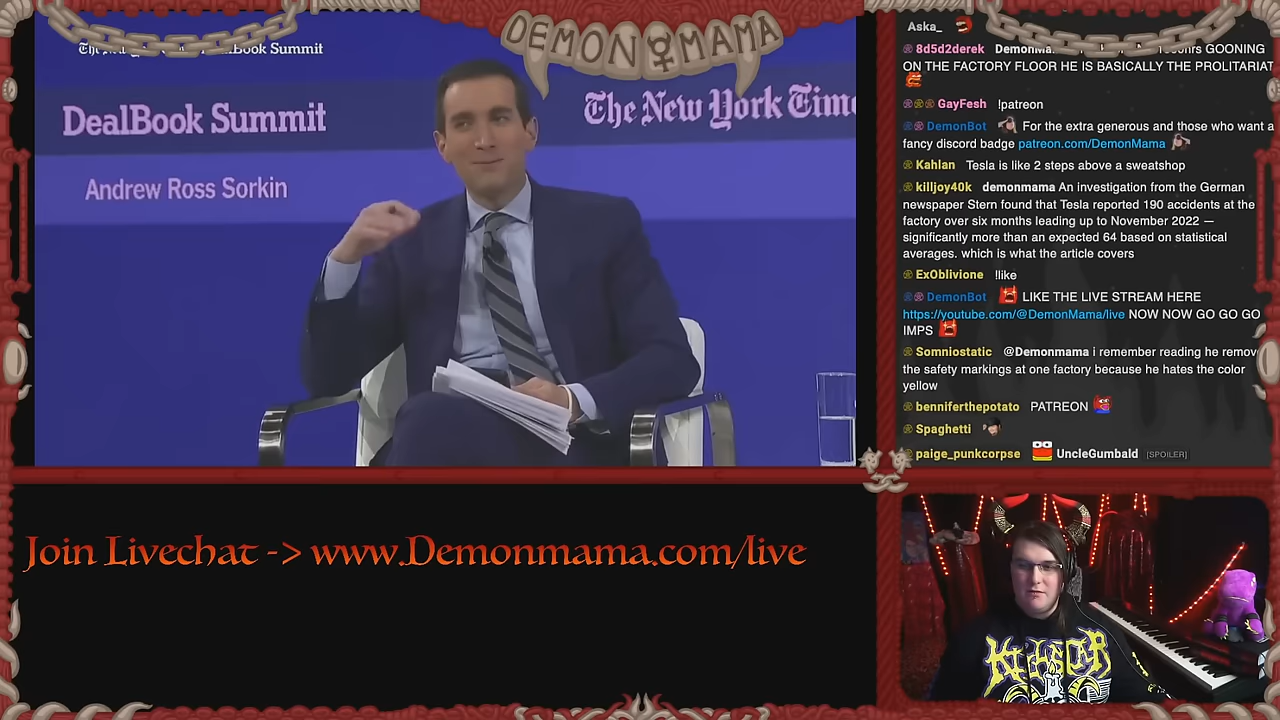 DEMON MAMA
DealBook Summit
The New York Time
DealBook Summit
Andrew Ross Sorkin
Aska_
8d5d2derek GOONING
ON THE FACTORY FLOOR HE IS BASICALLY THE PROLITARIAT
GayFesh !patreon
DemonBot For the extra generous and those who want a
fancy discord badge patreon.com/DemonMama
Kahlan Tesla is like 2 steps above a sweatshop
killjoy40k demonmama An investigation from the German
newspaper Stern found that Tesla reported 190 accidents at the
factory over six months leading up to November 2022 —
significantly more than an expected 64 based on statistical
averages. which is what the article covers
ExOblivione !like
DemonBot LIKE THE LIVE STREAM HERE
https://youtube.com/@DemonMama/live NOW NOW GO GO GO
IMPS
Somniostatic @Demonmama i remember reading he remov
the safety markings at one factory because he hates the color
yellow
benniferthepotato PATREON
Spaghetti
paige_punkcorpse UncleGumbald [SPOILER]
Join Livechat -> www.Demonmama.com/live